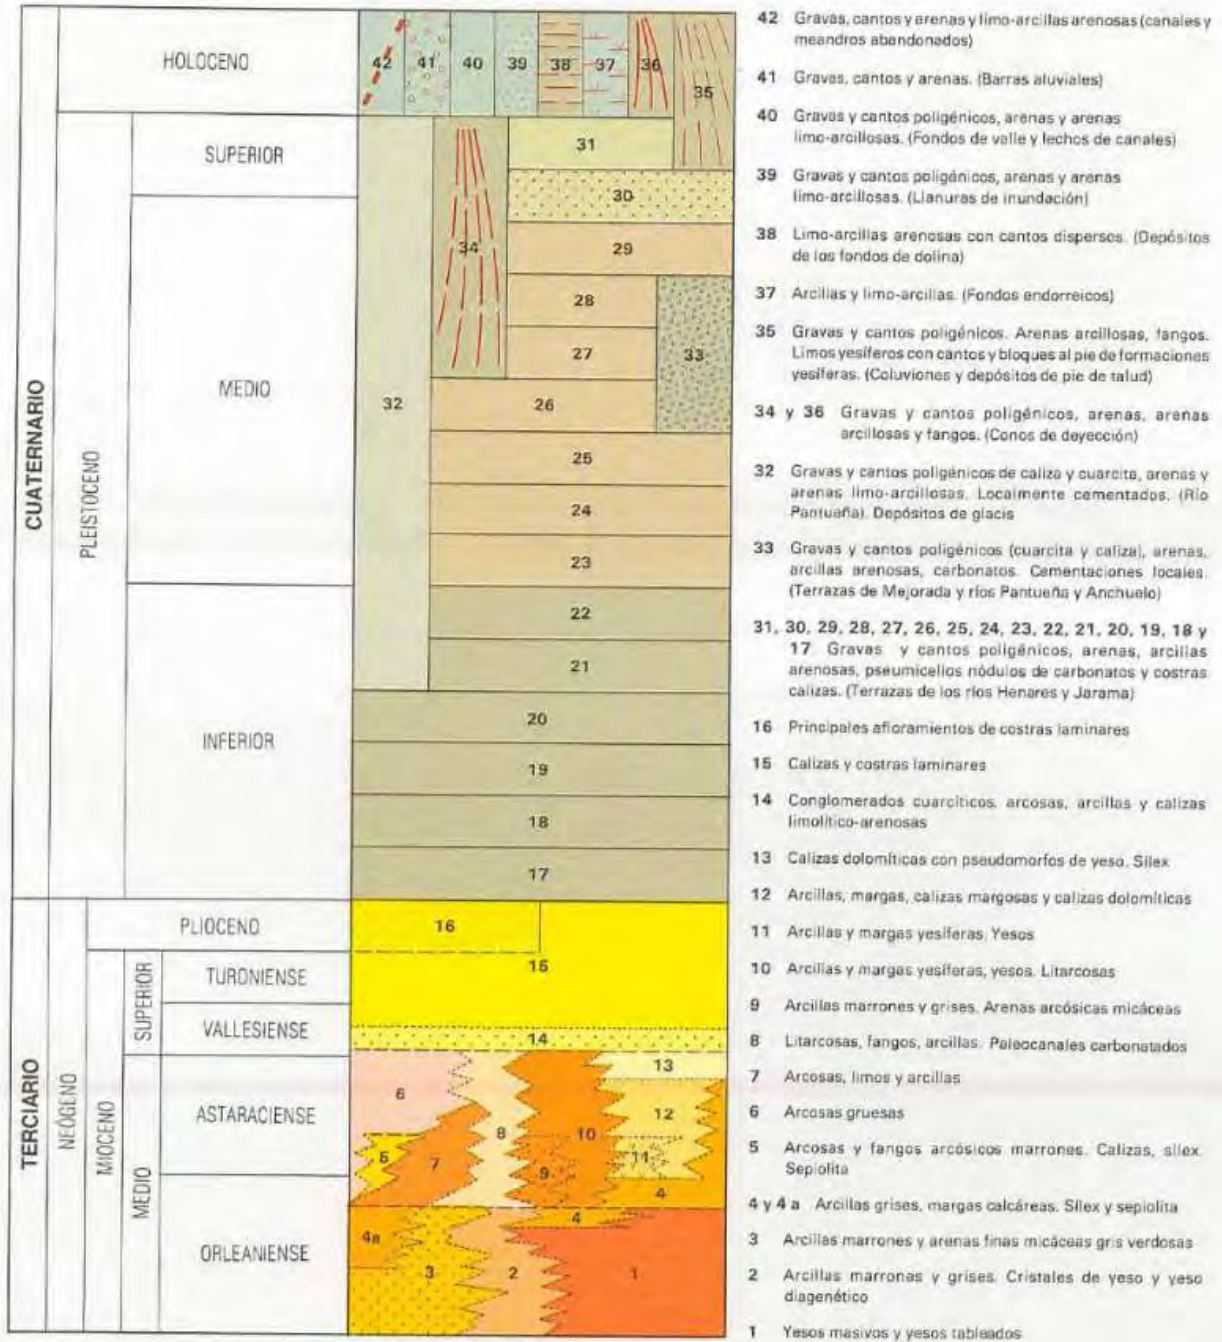 HOLOCENO
42 41 40 39 38 37 36 35
SUPERIOR
31
30
34
29
28
27
33
MEDIO
32
26
25
24
23
CUATERNARIO
PLEISTOCENO
22
21
INFERIOR
20
19
18
17
PLIOCENO
16
15
SUPERIOR
TURONIENSE
VALLESIENSE
14
TERCIARIO
NEÓGENO
MIOCENO
MEDIO
ASTARACIENSE
6
13
8
10
12
5
7
9
11
4
ORLEANIENSE
4a
4
3
2
1
42 Gravas, cantos y arenas y limo-arcillas arenosas (canales y
meandros abandonados)
41 Gravas, cantos y arenas. (Barras aluviales)
40 Gravas y cantos poligénicos, arenas y arenas
limo-arcillosas. (Fondos de valle y lechos de canales)
39 Gravas y cantos poligénicos, arenas y arenas
limo-arcillosas. (Llanuras de inundación)
38 Limo-arcillas arenosas con cantos dispersos. (Depósitos
de los fondos de dolina)
37 Arcillas y limo-arcillas. (Fondos endorreicos)
35 Gravas y cantos poligénicos. Arenas arcillosas, fangos.
Limos yesíferos con cantos y bloques al pie de formaciones
yesíferas. (Coluviones y depósitos de pie de talud)
34 y 36 Gravas y cantos poligénicos, arenas, arenas
arcillosas y fangos. (Conos de deyección)
32 Gravas y cantos poligénicos de caliza y cuarcita, arenas y
arenas limo-arcillosas. Localmente cementados. (Río
Pantueña). Depósitos de glacis
33 Gravas y cantos poligénicos (cuarcita y caliza), arenas,
arcillas arenosas, carbonatos. Cementaciones locales.
(Terrazas de Mejorada y ríos Pantueña y Anchuelo)
31, 30, 29, 28, 27, 26, 25, 24, 23, 22, 21, 20, 19, 18 y
17 Gravas y cantos poligénicos, arenas, arcillas
arenosas, pseumicelios nódulos de carbonatos y costras
calizas. (Terrazas de los ríos Henares y Jarama)
16 Principales afloramientos de costras laminares
15 Calizas y costras laminares
14 Conglomerados cuarcíticos, arcosas, arcillas y calizas
limolítico-arenosas
13 Calizas dolomíticas con pseudomorfos de yeso. Sílex
12 Arcillas, margas, calizas margosas y calizas dolomíticas
11 Arcillas y margas yesíferas. Yesos
10 Arcillas y margas yesíferas, yesos. Litarcosas
9 Arcillas marrones y grises. Arenas arcósicas micáceas
8 Litarcosas, fangos, arcillas. Paleocanales carbonatados
7 Arcosas, limos y arcillas
6 Arcosas gruesas
5 Arcosas y fangos arcósicos marrones. Calizas, sílex.
Sepiolita
4 y 4 a Arcillas grises, margas calcáreas. Sílex y sepiolita
3 Arcillas marrones y arenas finas micáceas gris verdosas
2 Arcillas marronas y grises. Cristales de yeso y yeso
diagenético
1 Yesos masivos y yesos tableados